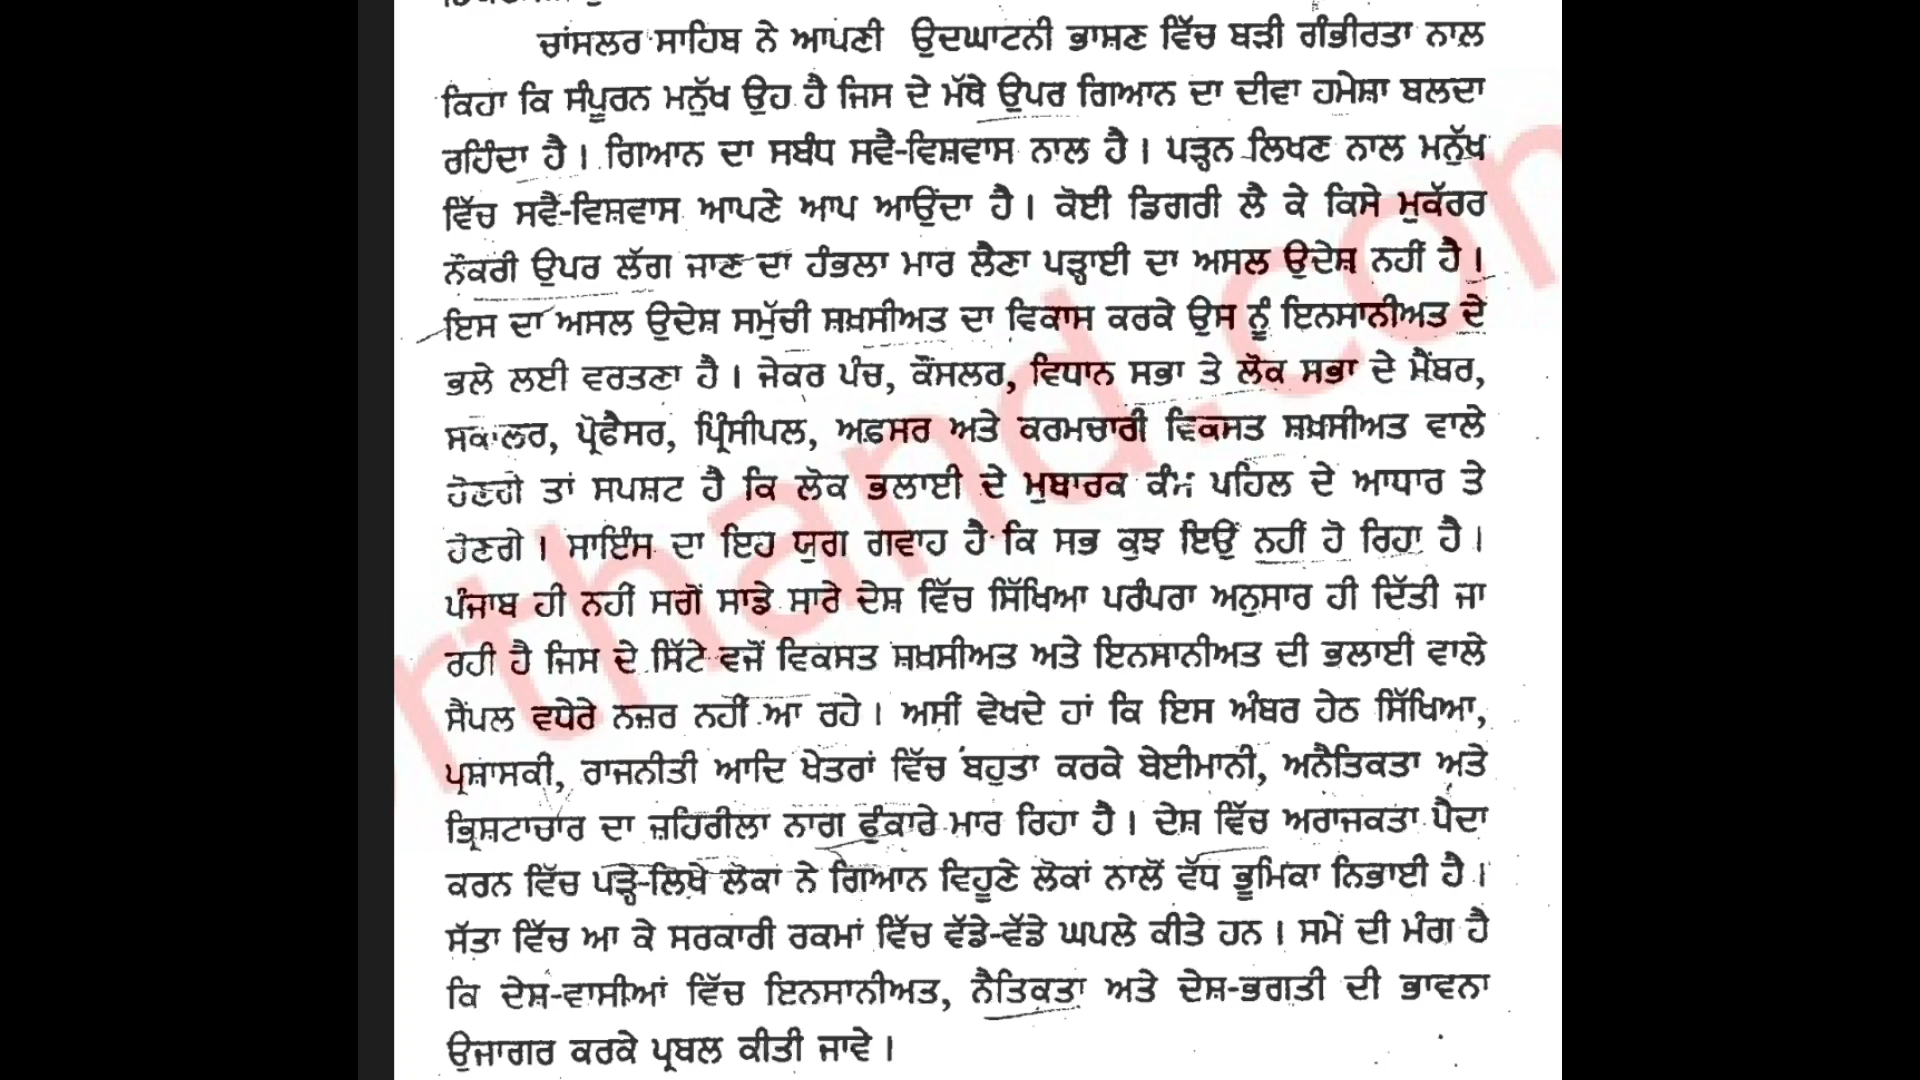 ਚਾਂਸਲਰ ਸਾਹਿਬ ਨੇ ਆਪਣੀ ਉਦਘਾਟਨੀ ਭਾਸ਼ਣ ਵਿੱਚ ਬੜੀ ਗੰਭੀਰਤਾ ਨਾਲ
ਕਿਹਾ ਕਿ ਸੰਪੂਰਨ ਮਨੁੱਖ ਉਹ ਹੈ ਜਿਸ ਦੇ ਮੱਥੇ ਉਪਰ ਗਿਆਨ ਦਾ ਦੀਵਾ ਹਮੇਸ਼ਾ ਬਲਦਾ
ਰਹਿੰਦਾ ਹੈ। ਗਿਆਨ ਦਾ ਸਬੰਧ ਸਵੈ-ਵਿਸ਼ਵਾਸ ਨਾਲ ਹੈ। ਪੜ੍ਹਨ ਲਿਖਣ ਨਾਲ ਮਨੁੱਖ
ਵਿੱਚ ਸਵੈ-ਵਿਸ਼ਵਾਸ ਆਪਣੇ ਆਪ ਆਉਂਦਾ ਹੈ। ਕੋਈ ਡਿਗਰੀ ਲੈ ਕੇ ਕਿਸੇ ਮੁਕੱਰਰ
ਨੌਕਰੀ ਉਪਰ ਲੱਗ ਜਾਣ ਦਾ ਹੰਭਲਾ ਮਾਰ ਲੈਣਾ ਪੜ੍ਹਾਈ ਦਾ ਅਸਲ ਉਦੇਸ਼ ਨਹੀਂ ਹੈ।
ਇਸ ਦਾ ਅਸਲ ਉਦੇਸ਼ ਸਮੁੱਚੀ ਸ਼ਖ਼ਸੀਅਤ ਦਾ ਵਿਕਾਸ ਕਰਕੇ ਉਸ ਨੂੰ ਇਨਸਾਨੀਅਤ ਦੇ
ਭਲੇ ਲਈ ਵਰਤਣਾ ਹੈ। ਜੇਕਰ ਪੰਚ, ਕੌਂਸਲਰ, ਵਿਧਾਨ ਸਭਾ ਤੇ ਲੋਕ ਸਭਾ ਦੇ ਮੈਂਬਰ,
ਸਕਾਲਰ, ਪ੍ਰੋਫੈਸਰ, ਪ੍ਰਿੰਸੀਪਲ, ਅਫ਼ਸਰ ਅਤੇ ਕਰਮਚਾਰੀ ਵਿਕਸਤ ਸ਼ਖ਼ਸੀਅਤ ਵਾਲੇ
ਹੋਣਗੇ ਤਾਂ ਸਪਸ਼ਟ ਹੈ ਕਿ ਲੋਕ ਭਲਾਈ ਦੇ ਮੁਬਾਰਕ ਕੰਮ ਪਹਿਲ ਦੇ ਆਧਾਰ ਤੇ
ਹੋਣਗੇ। ਸਾਇੰਸ ਦਾ ਇਹ ਯੁਗ ਗਵਾਹ ਹੈ ਕਿ ਸਭ ਕੁਝ ਇਉਂ ਨਹੀਂ ਹੋ ਰਿਹਾ ਹੈ।
ਪੰਜਾਬ ਹੀ ਨਹੀਂ ਸਗੋਂ ਸਾਡੇ ਸਾਰੇ ਦੇਸ਼ ਵਿੱਚ ਸਿੱਖਿਆ ਪਰੰਪਰਾ ਅਨੁਸਾਰ ਹੀ ਦਿੱਤੀ ਜਾ
ਰਹੀ ਹੈ ਜਿਸ ਦੇ ਸਿੱਟੇ ਵਜੋਂ ਵਿਕਸਤ ਸ਼ਖ਼ਸੀਅਤ ਅਤੇ ਇਨਸਾਨੀਅਤ ਦੀ ਭਲਾਈ ਵਾਲੇ
ਸੈਂਪਲ ਵਧੇਰੇ ਨਜ਼ਰ ਨਹੀਂ ਆ ਰਹੇ। ਅਸੀਂ ਵੇਖਦੇ ਹਾਂ ਕਿ ਇਸ ਅੰਬਰ ਹੇਠ ਸਿੱਖਿਆ,
ਪ੍ਰਸ਼ਾਸਕੀ, ਰਾਜਨੀਤੀ ਆਦਿ ਖੇਤਰਾਂ ਵਿੱਚ ਬਹੁਤਾ ਕਰਕੇ ਬੇਈਮਾਨੀ, ਅਨੈਤਿਕਤਾ ਅਤੇ
ਭ੍ਰਿਸ਼ਟਾਚਾਰ ਦਾ ਜ਼ਹਿਰੀਲਾ ਨਾਗ ਫੁੰਕਾਰੇ ਮਾਰ ਰਿਹਾ ਹੈ। ਦੇਸ਼ ਵਿੱਚ ਅਰਾਜਕਤਾ ਪੈਦਾ
ਕਰਨ ਵਿੱਚ ਪੜ੍ਹੇ-ਲਿਖੇ ਲੋਕਾਂ ਨੇ ਗਿਆਨ ਵਿਹੂਣੇ ਲੋਕਾਂ ਨਾਲੋਂ ਵੱਧ ਭੂਮਿਕਾ ਨਿਭਾਈ ਹੈ।
ਸੱਤਾ ਵਿੱਚ ਆ ਕੇ ਸਰਕਾਰੀ ਰਕਮਾਂ ਵਿੱਚ ਵੱਡੇ-ਵੱਡੇ ਘਪਲੇ ਕੀਤੇ ਹਨ। ਸਮੇਂ ਦੀ ਮੰਗ ਹੈ
ਕਿ ਦੇਸ਼-ਵਾਸੀਆਂ ਵਿੱਚ ਇਨਸਾਨੀਅਤ, ਨੈਤਿਕਤਾ ਅਤੇ ਦੇਸ਼-ਭਗਤੀ ਦੀ ਭਾਵਨਾ
ਉਜਾਗਰ ਕਰਕੇ ਪ੍ਰਬਲ ਕੀਤੀ ਜਾਵੇ।
rthand.com